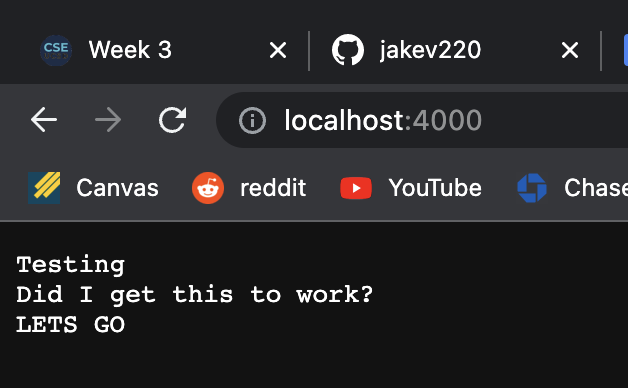 CSE Week 3 jakev220
localhost:4000
Canvas reddit YouTube Chase
Testing
Did I get this to work?
LETS GO